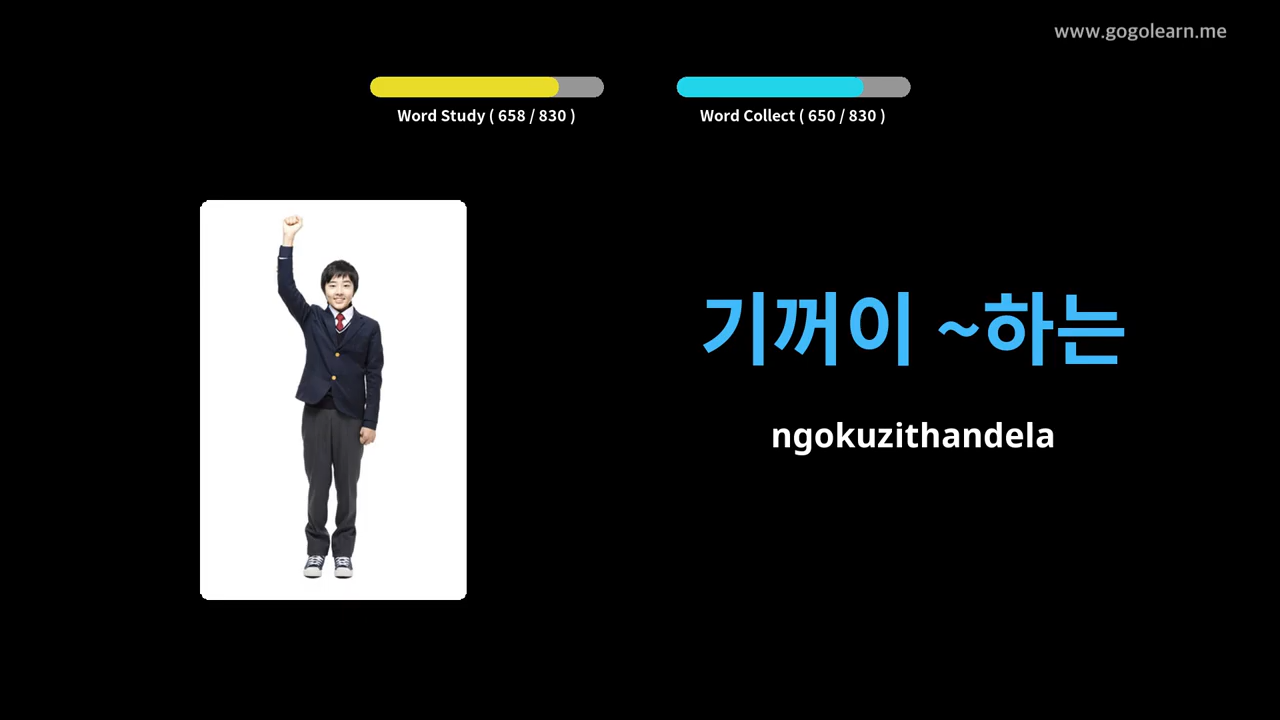 www.gogolearn.me
Word Study ( 658 / 830 )
Word Collect ( 650 / 830 )
기꺼이 ~하는
ngokuzithandela